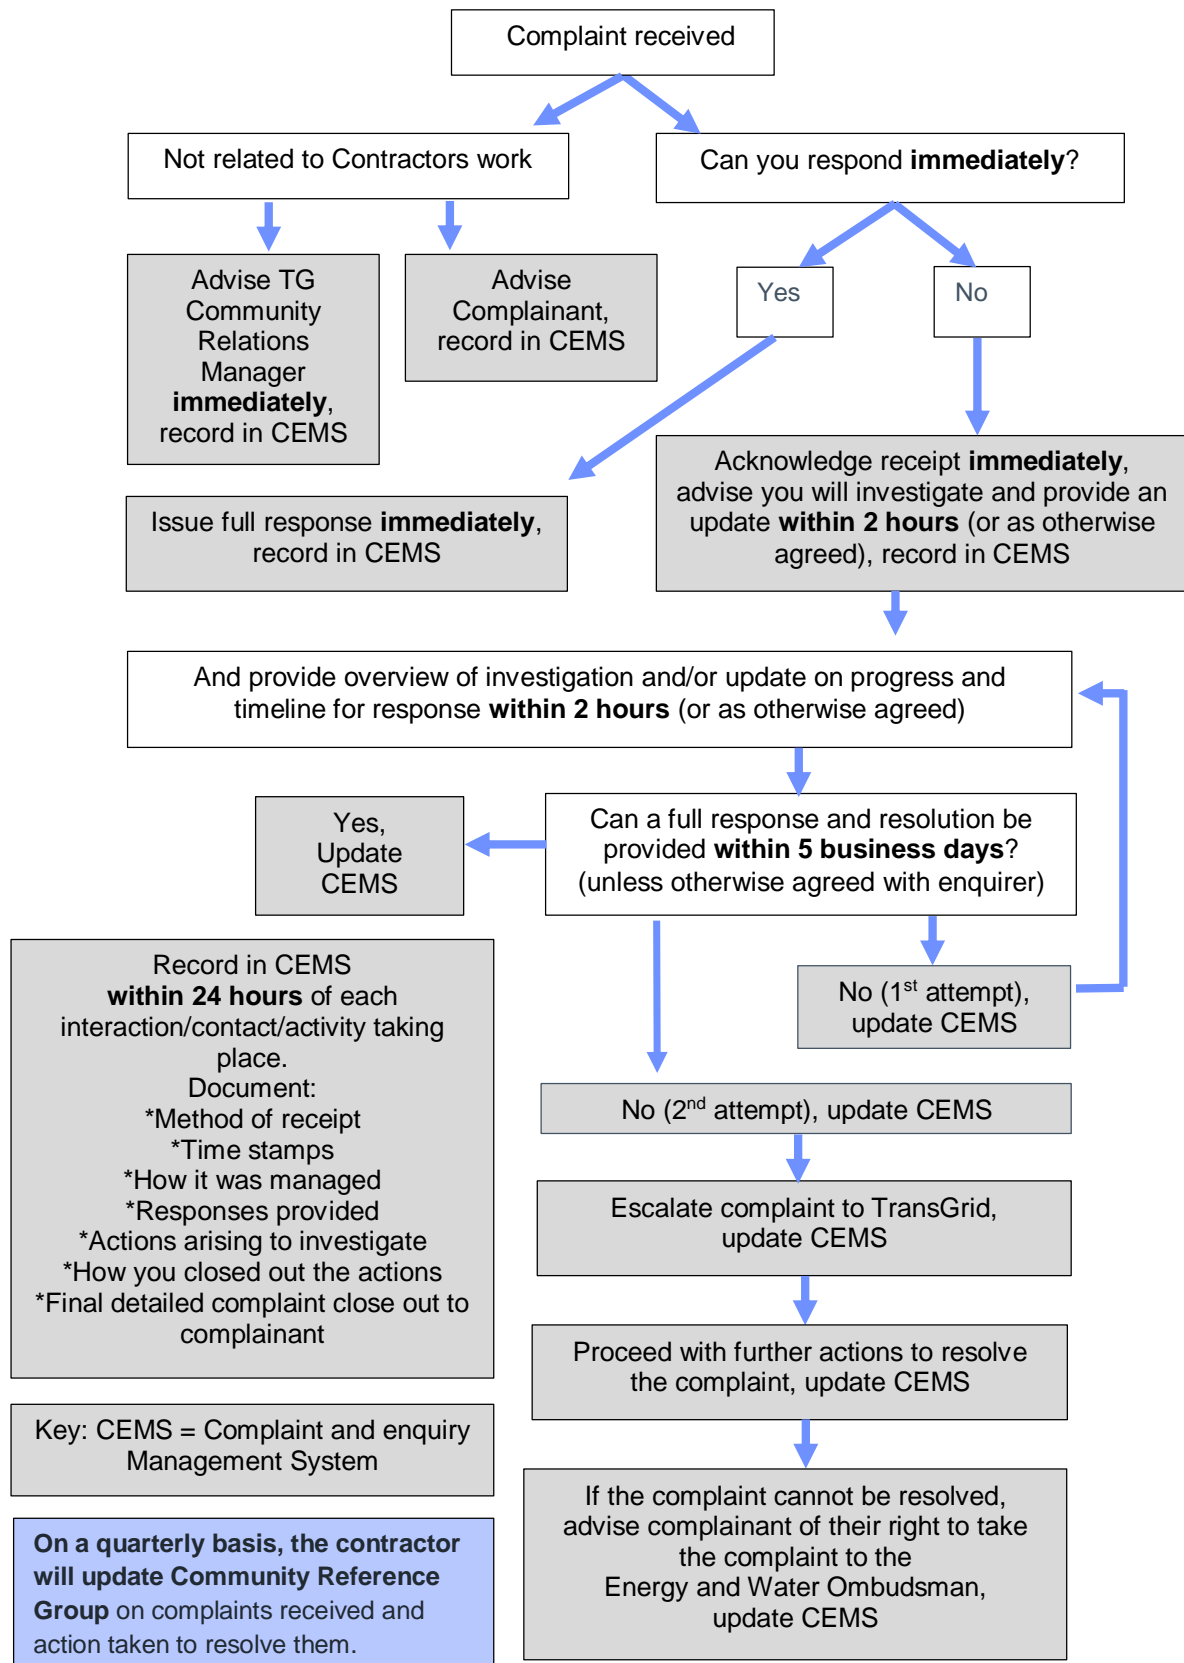 Complaint received
Not related to Contractors work
Can you respond immediately?
Advise TG
Community
Relations
Manager
immediately,
record in CEMS
Advise
Complainant,
record in CEMS
Yes
No
Issue full response immediately,
record in CEMS
Acknowledge receipt immediately,
advise you will investigate and provide an
update within 2 hours (or as otherwise
agreed), record in CEMS
And provide overview of investigation and/or update on progress and
timeline for response within 2 hours (or as otherwise agreed)
Yes,
Update
CEMS
Can a full response and resolution be
provided within 5 business days?
(unless otherwise agreed with enquirer)
No (1st attempt),
update CEMS
No (2nd attempt), update CEMS
Escalate complaint to TransGrid,
update CEMS
Proceed with further actions to resolve
the complaint, update CEMS
If the complaint cannot be resolved,
advise complainant of their right to take
the complaint to the
Energy and Water Ombudsman,
update CEMS
Record in CEMS
within 24 hours of each
interaction/contact/activity taking
place.
Document:
*Method of receipt
*Time stamps
*How it was managed
*Responses provided
*Actions arising to investigate
*How you closed out the actions
*Final detailed complaint close out to
complainant
Key: CEMS = Complaint and enquiry
Management System
On a quarterly basis, the contractor
will update Community Reference
Group on complaints received and
action taken to resolve them.